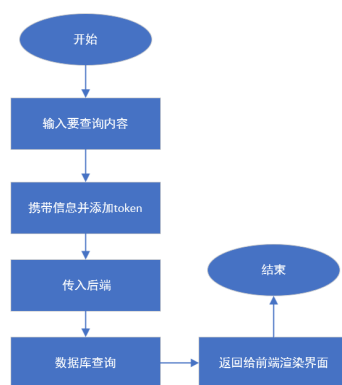 开始
输入要查询内容
携带信息并添加token
传入后端
结束
数据库查询
返回给前端渲染界面